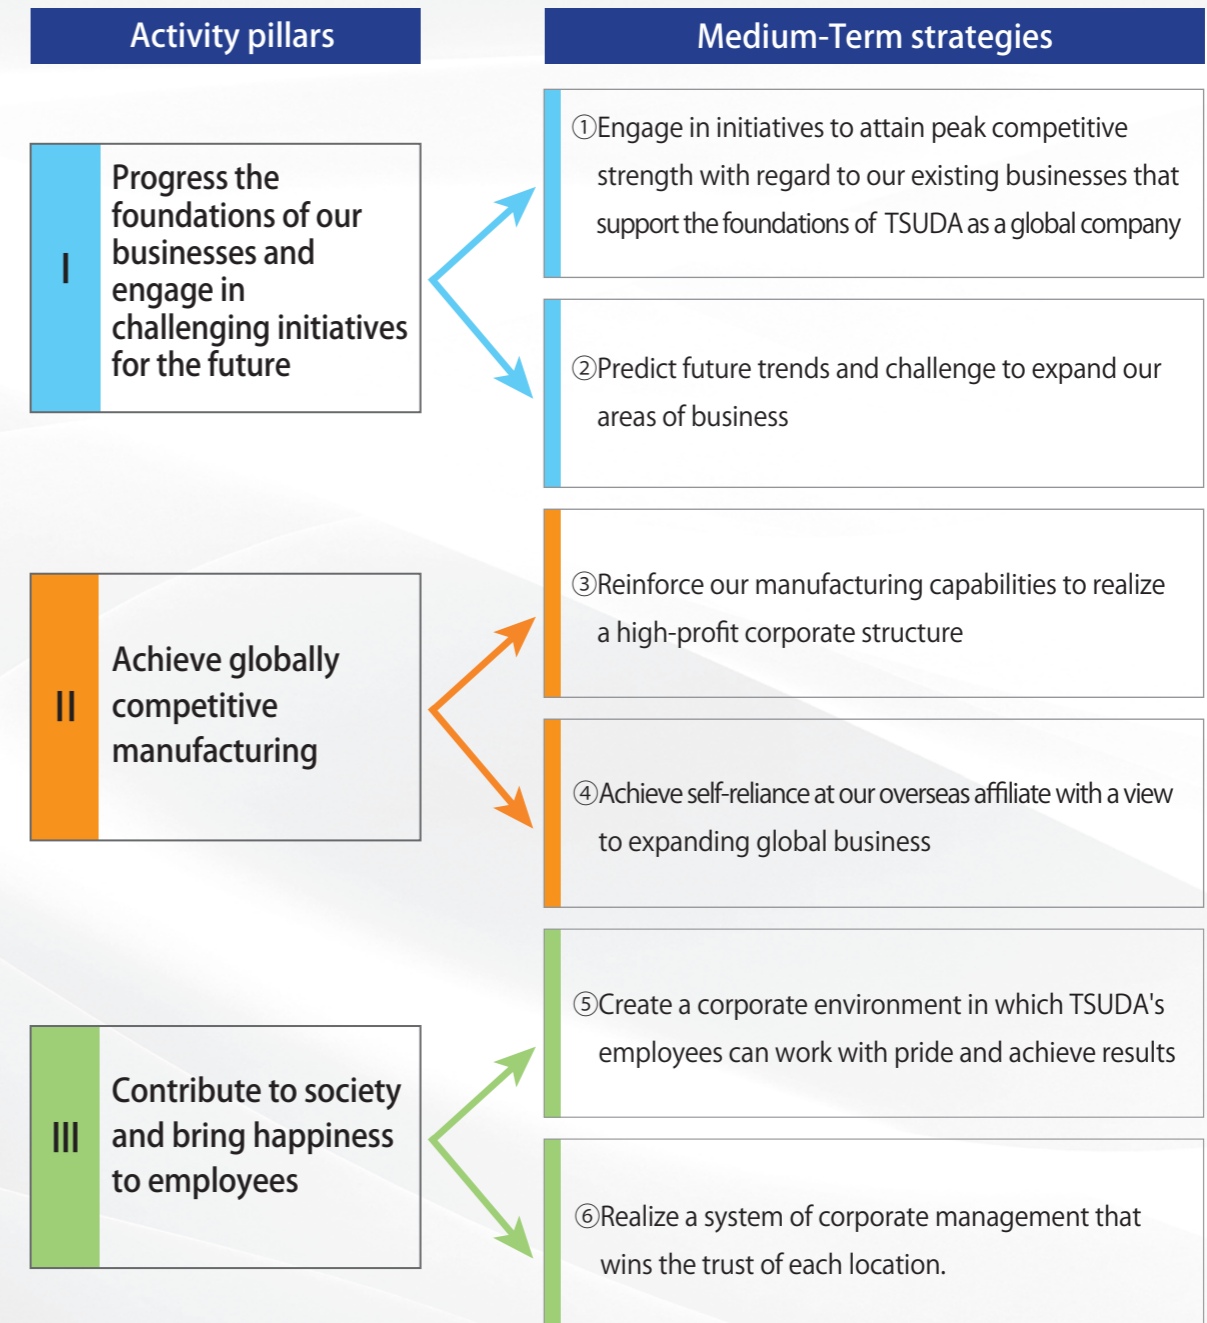 Activity pillars
Medium-Term strategies
I
Progress the
foundations of our
businesses and
engage in
challenging initiatives
for the future
①Engage in initiatives to attain peak competitive
strength with regard to our existing businesses that
support the foundations of TSUDA as a global company
②Predict future trends and challenge to expand our
areas of business
II
Achieve globally
competitive
manufacturing
③Reinforce our manufacturing capabilities to realize
a high-profit corporate structure
④Achieve self-reliance at our overseas affiliate with a view
to expanding global business
III
Contribute to society
and bring happiness
to employees
⑤Create a corporate environment in which TSUDA's
employees can work with pride and achieve results
⑥Realize a system of corporate management that
wins the trust of each location.